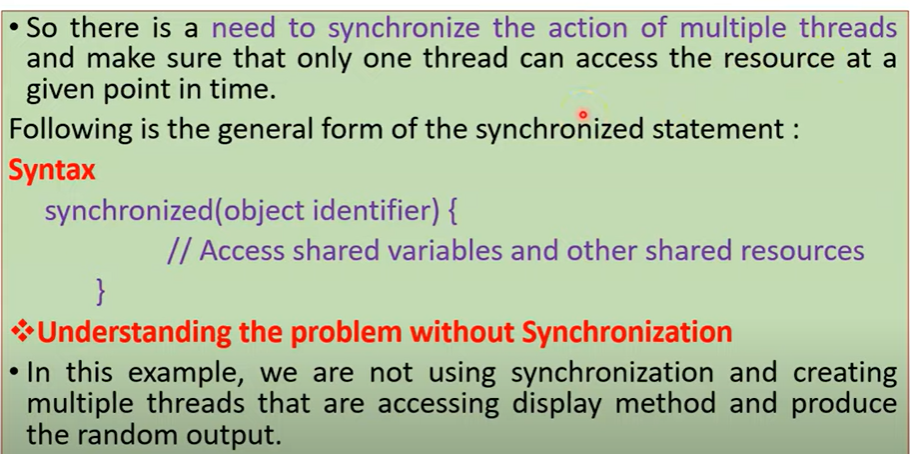 • So there is a need to synchronize the action of multiple threads
and make sure that only one thread can access the resource at a
given point in time.
Following is the general form of the synchronized statement :
Syntax
synchronized(object identifier) {
// Access shared variables and other shared resources
}
❖Understanding the problem without Synchronization
• In this example, we are not using synchronization and creating
multiple threads that are accessing display method and produce
the random output.